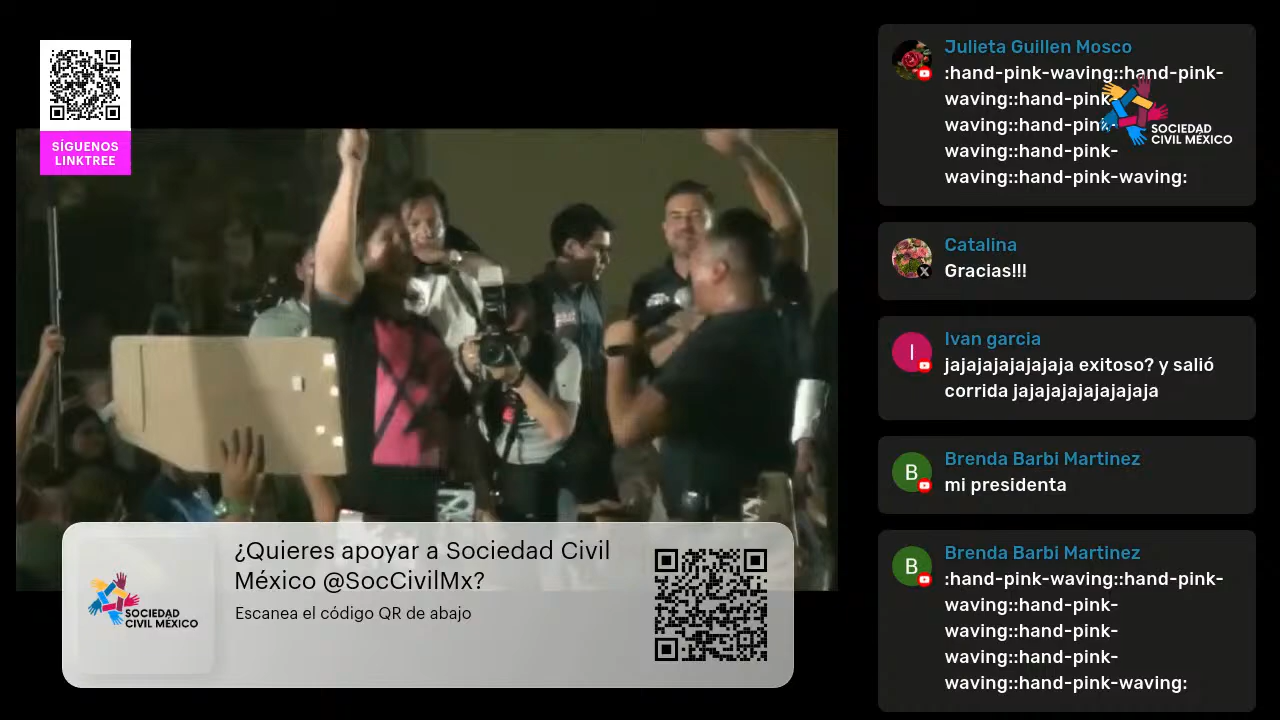 SÍGUENOS
LINKTREE
¿Quieres apoyar a Sociedad Civil
México @SocCivilMx?
Escanea el código QR de abajo
SOCIEDAD
CIVIL MÉXICO
Julieta Guillen Mosco
:hand-pink-waving::hand-pink-
waving::hand-pink-
waving::hand-pink-
waving::hand-pink-
waving::hand-pink-waving:
SOCIEDAD
CIVIL MÉXICO
Catalina
Gracias!!!
I
Ivan garcia
jajajajajajajaja exitoso? y salió
corrida jajajajajajajajaja
B
Brenda Barbi Martinez
mi presidenta
B
Brenda Barbi Martinez
:hand-pink-waving::hand-pink-
waving::hand-pink-
waving::hand-pink-
waving::hand-pink-
waving::hand-pink-waving: